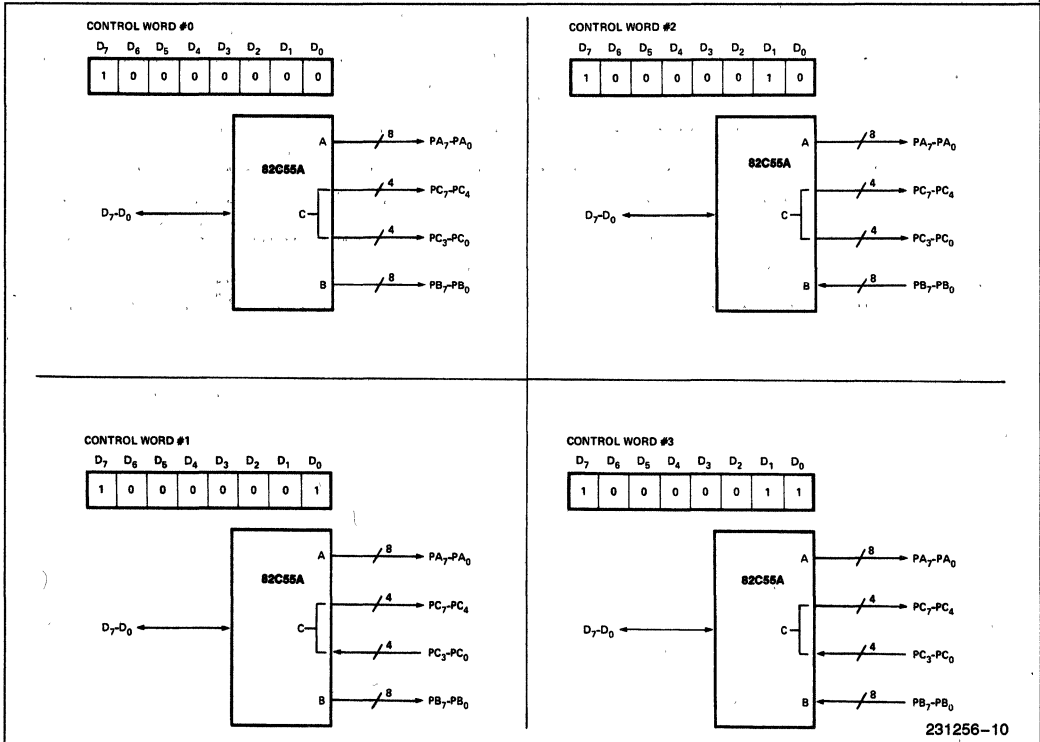 CONTROL WORD #0
D7 D6 D5 D4 D3 D2 D1 D0
1 0 0 0 0 0 0 0
82C55A
A
8
PA7-PA0
4
PC7-PC4
D7-D0
C
4
PC3-PC0
B
8
PB7-PB0
CONTROL WORD #2
D7 D6 D5 D4 D3 D2 D1 D0
1 0 0 0 0 0 1 0
82C55A
A
8
PA7-PA0
4
PC7-PC4
D7-D0
C
4
PC3-PC0
B
8
PB7-PB0
CONTROL WORD #1
D7 D6 D5 D4 D3 D2 D1 D0
1 0 0 0 0 0 0 1
82C55A
A
8
PA7-PA0
4
PC7-PC4
D7-D0
C
4
PC3-PC0
B
8
PB7-PB0
CONTROL WORD #3
D7 D6 D5 D4 D3 D2 D1 D0
1 0 0 0 0 0 1 1
82C55A
A
8
PA7-PA0
4
PC7-PC4
D7-D0
C
4
PC3-PC0
B
8
PB7-PB0
231256-10